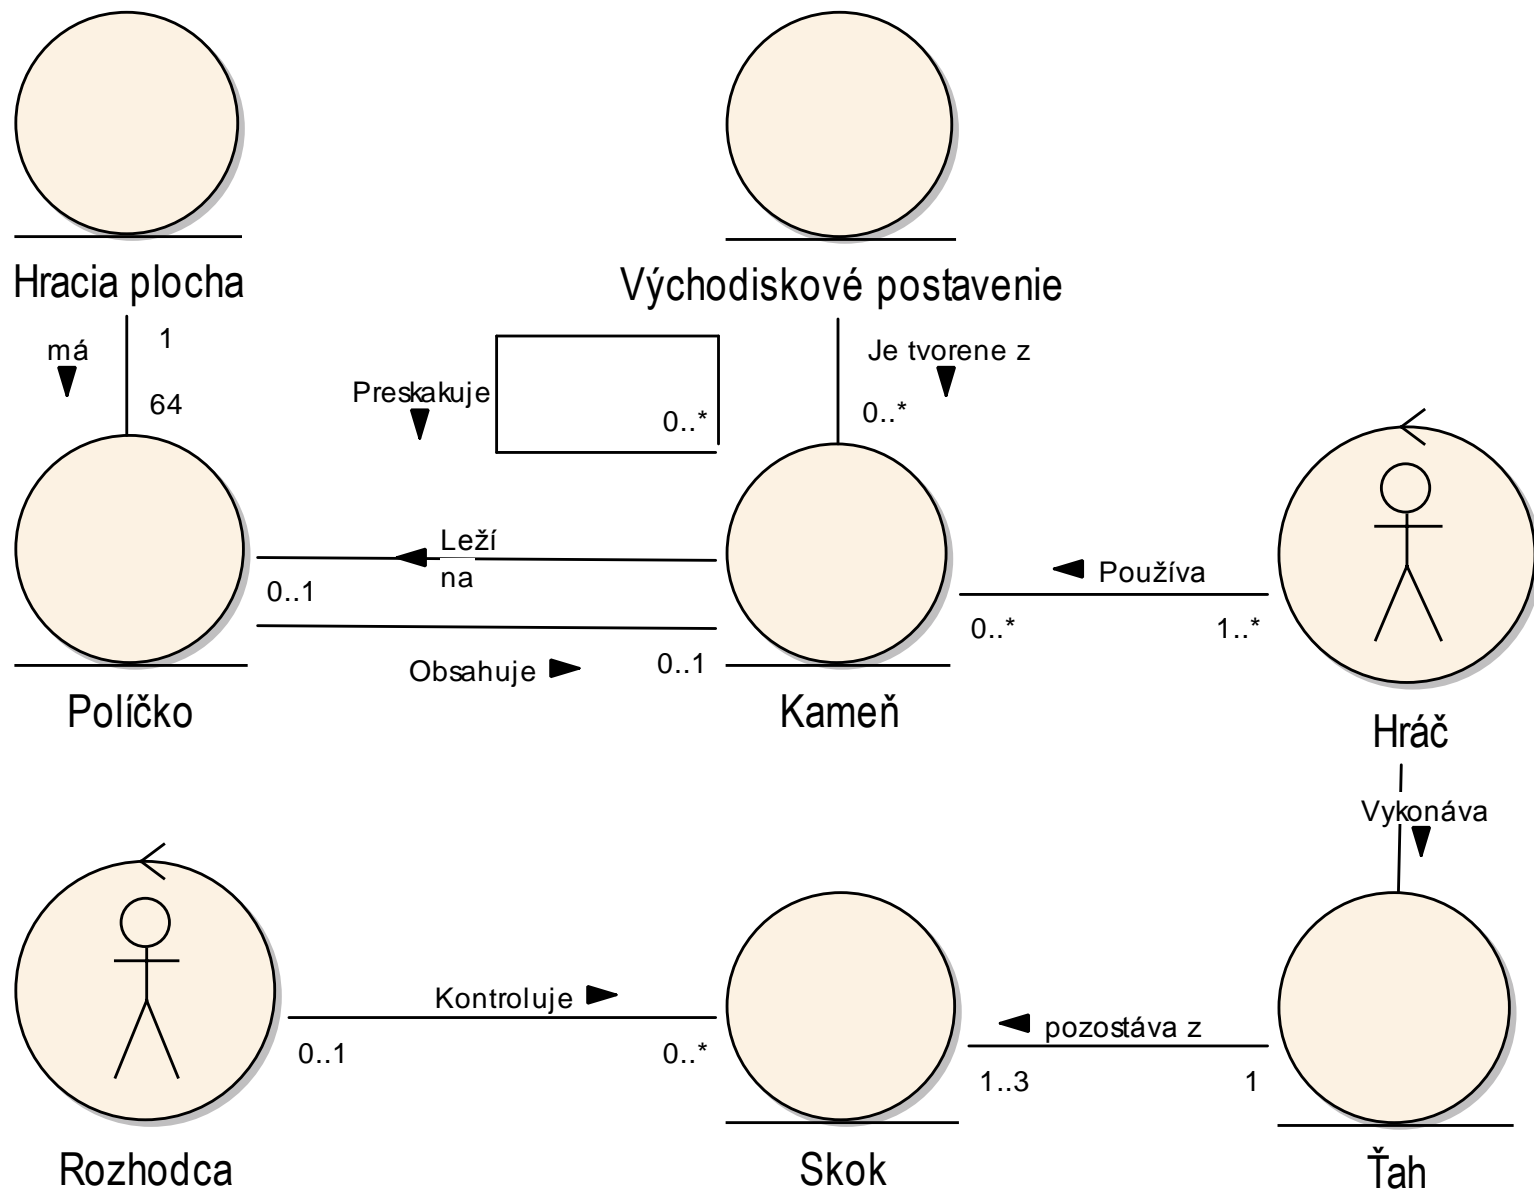 Hracia plocha
Východiskové postavenie
má
1
64
Preskakuje
0..*
Je tvorene z
0..*
Leží
na
0..1
Obsahuje
0..1
Používa
0..*
1..*
Políčko
Kameň
Hráč
Vykonáva
Kontroluje
0..1
0..*
pozostáva z
1..3
1
Rozhodca
Skok
Ťah